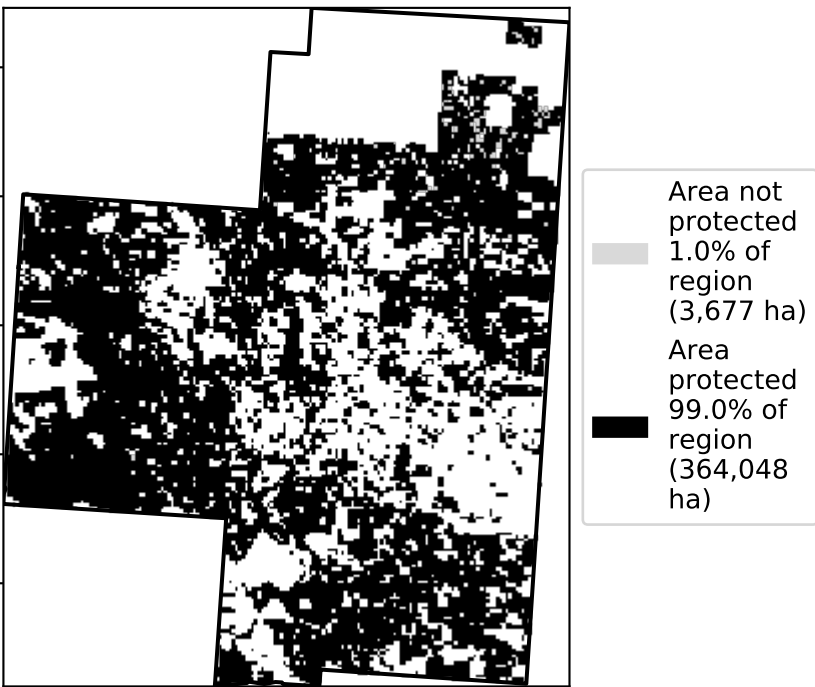 Area not
protected
1.0% of
region
(3,677 ha)
Area
protected
99.0% of
region
(364,048
ha)